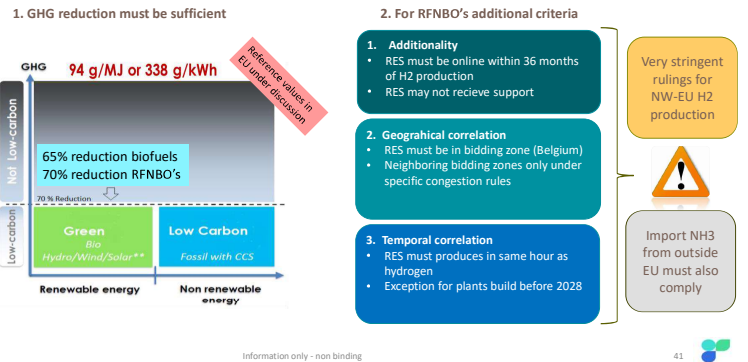 1. GHG reduction must be sufficient
GHG
94 g/MJ or 338 g/kWh
Reference values in
EU under discussion
Not Low-carbon
65% reduction biofuels
70% reduction RFNBO's
70 % Reduction
Low-carbon
Green
Bio
Hydro/Wind/Solar**
Low Carbon
Fossil with CCS
Renewable energy
Non renewable
energy
2. For RFNBO's additional criteria
1. Additionality
• RES must be online within 36 months
of H2 production
• RES may not recieve support
2. Geograhical correlation
• RES must be in bidding zone (Belgium)
• Neighboring bidding zones only under
specific congestion rules
3. Temporal correlation
• RES must produces in same hour as
hydrogen
• Exception for plants build before 2028
Very stringent
rulings for
NW-EU H2
production
!
Import NH3
from outside
EU must also
comply
Information only - non binding
41